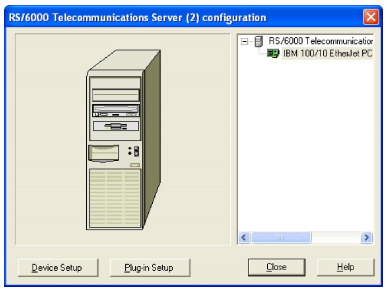 RS/6000 Telecommunications Server (2) configuration
RS/6000 Telecommunication
IBM 100/10 EtherJet PC
Device Setup
Plug-in Setup
Close
Help